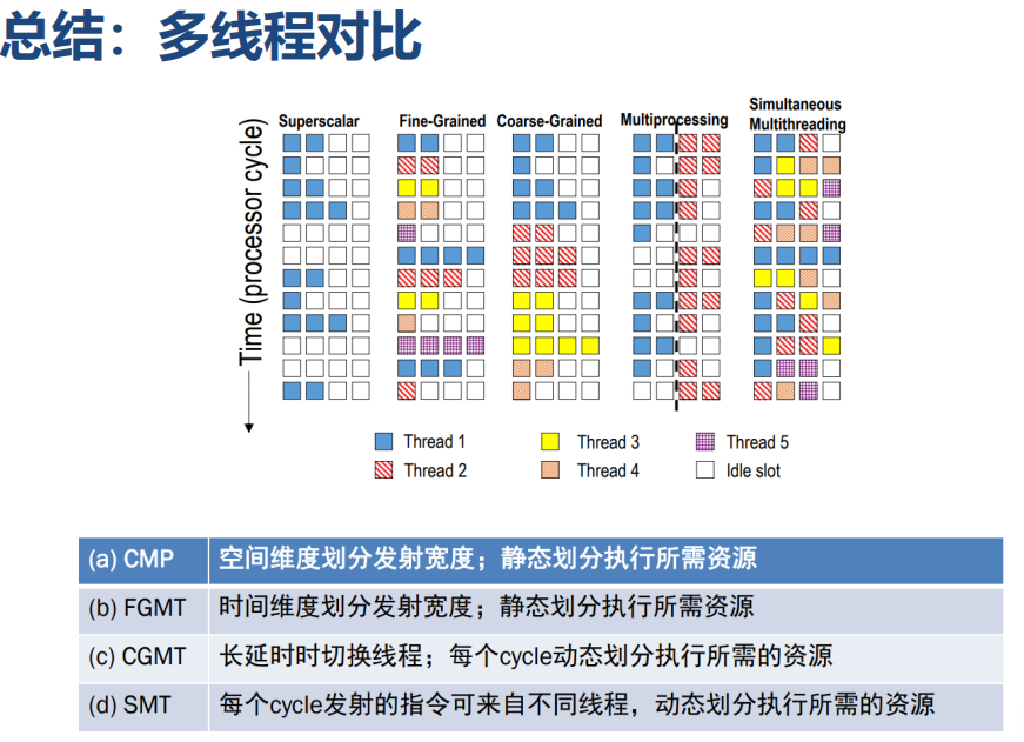 总结：多线程对比
Superscalar
Fine-Grained
Coarse-Grained
Multiprocessing
Simultaneous
Multithreading
Time (processor cycle)
Thread 1
Thread 3
Thread 5
Thread 2
Thread 4
Idle slot
(a) CMP 空间维度划分发射宽度；静态划分执行所需资源
(b) FGMT 时间维度划分发射宽度；静态划分执行所需资源
(c) CGMT 长延时时切换线程；每个cycle动态划分执行所需的资源
(d) SMT 每个cycle发射的指令可来自不同线程，动态划分执行所需的资源